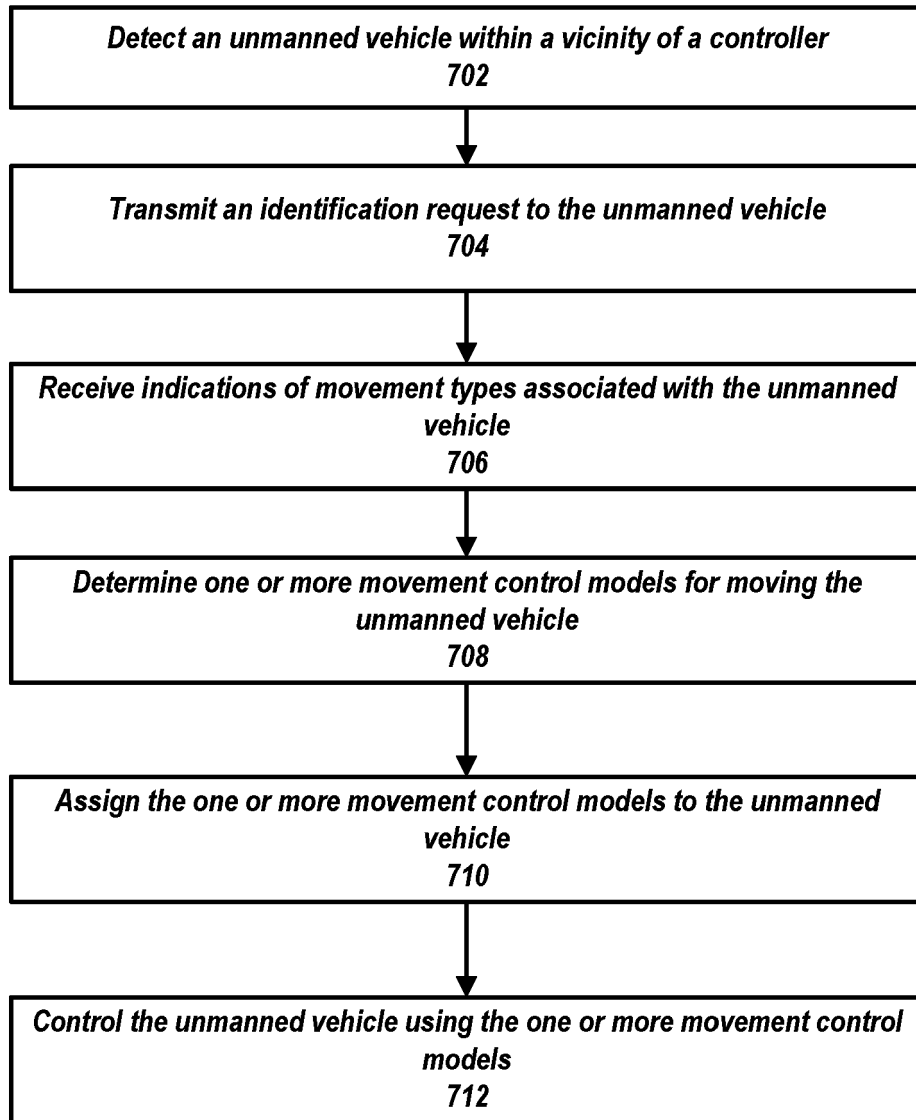 Detect an unmanned vehicle within a vicinity of a controller
702
Transmit an identification request to the unmanned vehicle
704
Receive indications of movement types associated with the unmanned
vehicle
706
Determine one or more movement control models for moving the
unmanned vehicle
708
Assign the one or more movement control models to the unmanned
vehicle
710
Control the unmanned vehicle using the one or more movement control
models
712